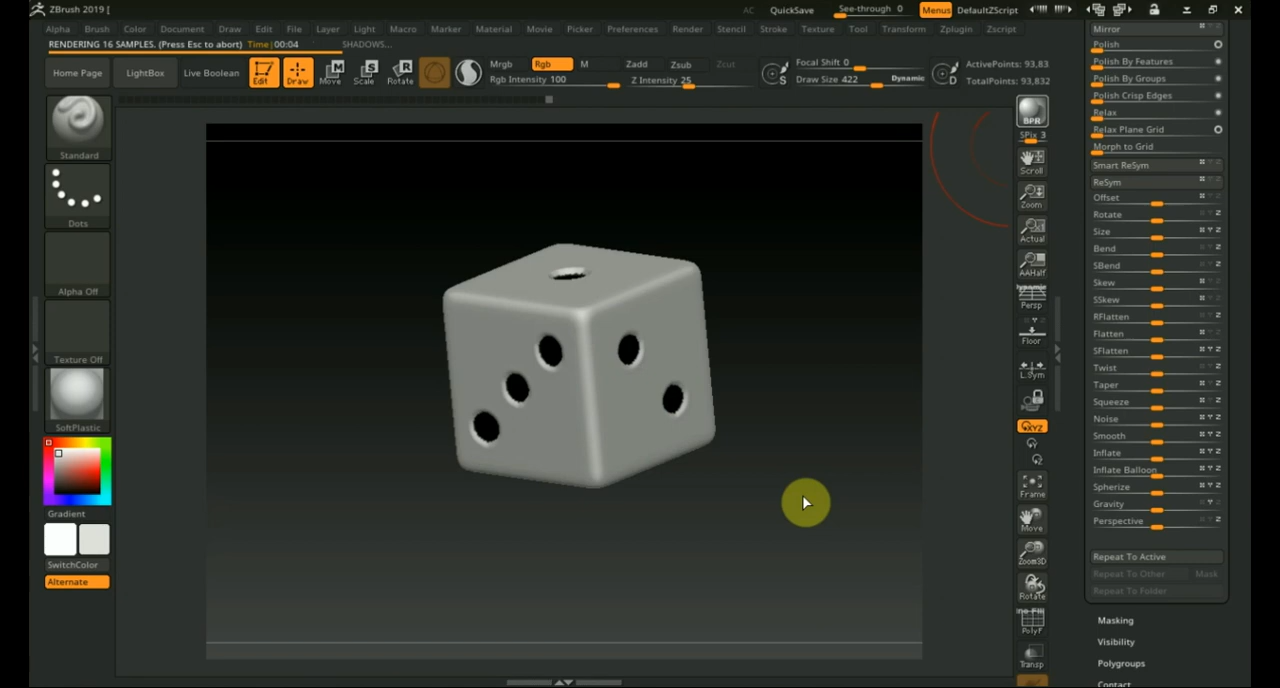 ZBrush 2019 [
AC QuickSave See-through 0 Menus DefaultZScript
Alpha Brush Color Document Draw Edit File Layer Light Macro Marker Material Movie Picker Preferences Render Stencil Stroke Texture Tool Transform Zplugin Zscript
RENDERING 16 SAMPLES. (Press Esc to abort) Time 00:04 SHADOWS...
Home Page LightBox Live Boolean Edit Draw Move Scale Rotate
Mrgb Rgb M Zadd Zsub Zcut
Rgb Intensity 100 Z Intensity 25
S Focal Shift 0
Draw Size 422 Dynamic
D ActivePoints: 93,83
TotalPoints: 93,832
Standard
Dots
Alpha Off
Texture Off
SoftPlastic
Gradient
SwitchColor
Alternate
BPR
SPix 3
Scroll
Zoom
Actual
AAHalf
Dynamic
Persp
Floor
L.Sym
XYZ
Frame
Move
Zoom3D
Rotate
PolyF
Transp
Mirror
Polish
Polish By Features
Polish By Groups
Polish Crisp Edges
Relax
Relax Plane Grid
Morph to Grid
Smart ReSym
ReSym
Offset
Rotate
Size
Bend
SBend
Skew
SSkew
RFlatten
Flatten
SFlatten
Twist
Taper
Squeeze
Noise
Smooth
Inflate
Inflate Balloon
Spherize
Gravity
Perspective
Repeat To Active
Repeat To Other Mask
Repeat To Folder
Masking
Visibility
Polygroups
Contact